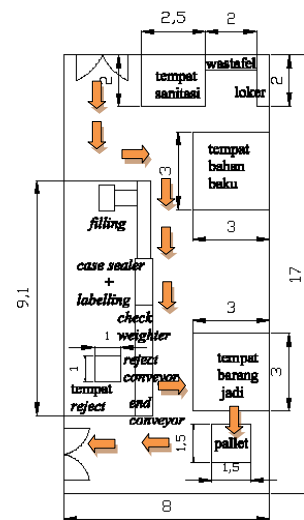 2,5
2
wastafel
tempat
sanitasi
loker
2
2
tempat
bahan
baku
3
3
filling
case sealer
+
labelling
9,1
17
check
weighter
1
1
reject
conveyor
tempat
reject
end
conveyor
3
tempat
barang
jadi
3
1,5
pallet
1,5
8